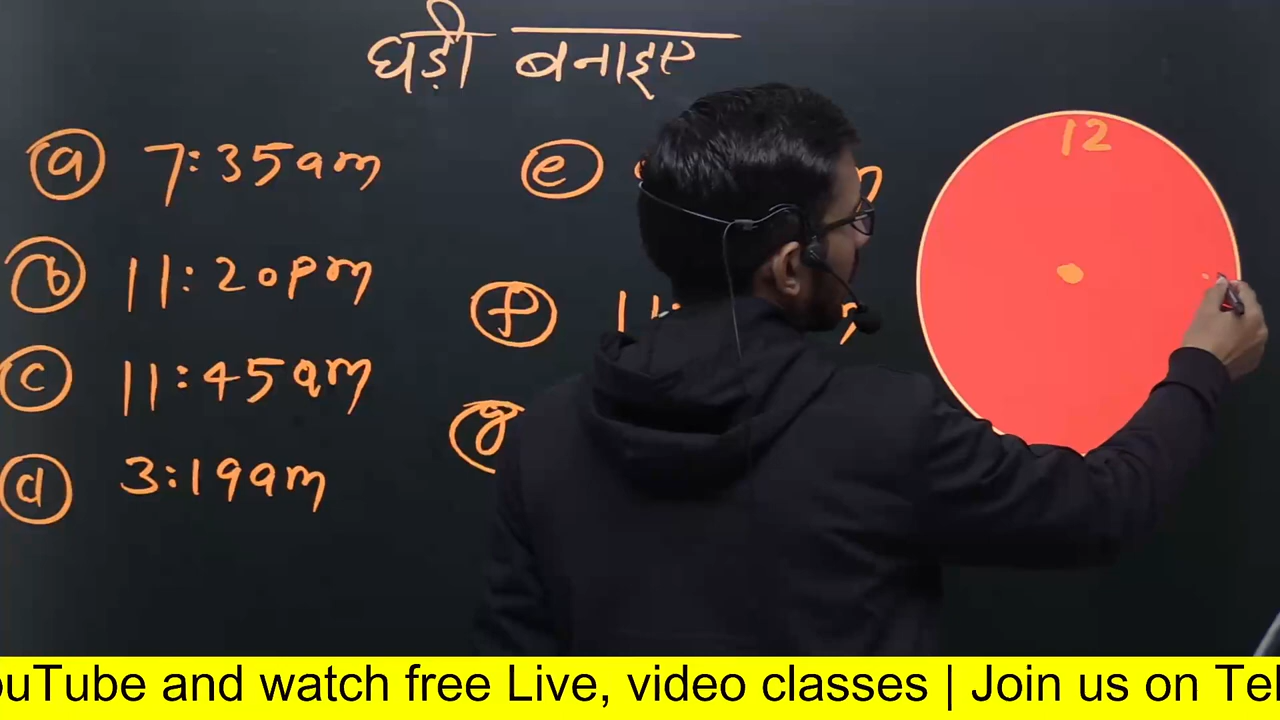 घड़ी बनाइए
(a) 7:35am
(b) 11:20pm
(c) 11:45am
(d) 3:19am
(e)
(f) 11:
(g)
12
ouTube and watch free Live, video classes | Join us on Tel